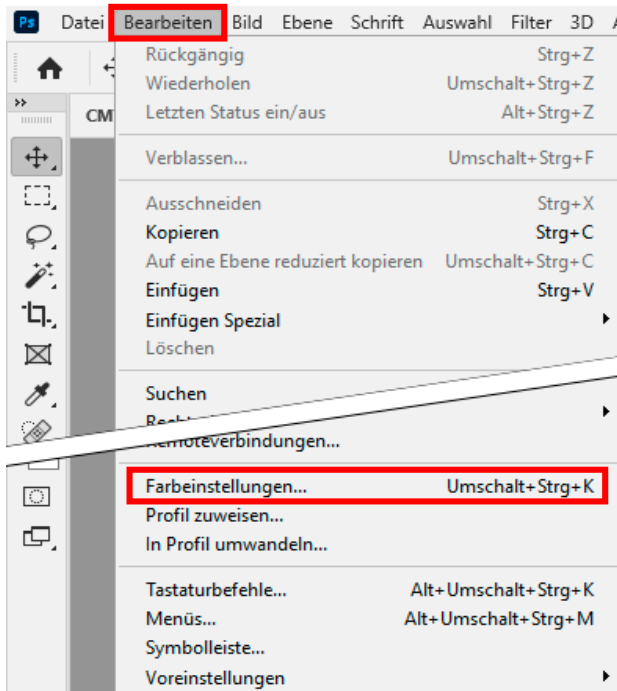 Ps Datei Bearbeiten Bild Ebene Schrift Auswahl Filter 3D
CM
Rückgängig Strg+Z
Wiederholen Umschalt+Strg+Z
Letzten Status ein/aus Alt+Strg+Z
Verblassen... Umschalt+Strg+F
Ausschneiden Strg+X
Kopieren Strg+C
Auf eine Ebene reduziert kopieren Umschalt+Strg+C
Einfügen Strg+V
Einfügen Spezial
Löschen
Suchen
Remoteverbindungen...
Farbeinstellungen... Umschalt+Strg+K
Profil zuweisen...
In Profil umwandeln...
Tastaturbefehle... Alt+Umschalt+Strg+K
Menüs... Alt+Umschalt+Strg+M
Symbolleiste...
Voreinstellungen